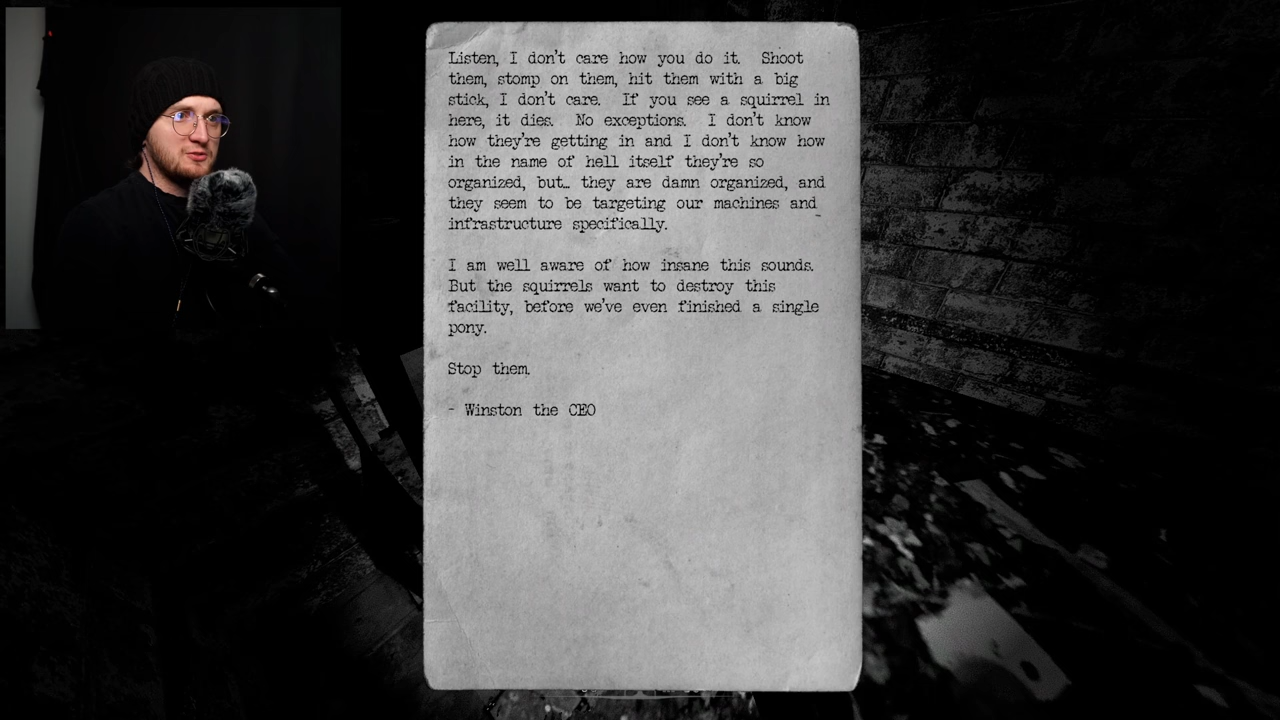 Listen, I don't care how you do it. Shoot
them, stomp on them, hit them with a big
stick, I don't care. If you see a squirrel in
here, it dies. No exceptions. I don't know
how they're getting in and I don't know how
in the name of hell itself they're so
organized, but… they are damn organized, and
they seem to be targeting our machines and
infrastructure specifically.
I am well aware of how insane this sounds.
But the squirrels want to destroy this
facility, before we've even finished a single
pony.
Stop them.
- Winston the CEO